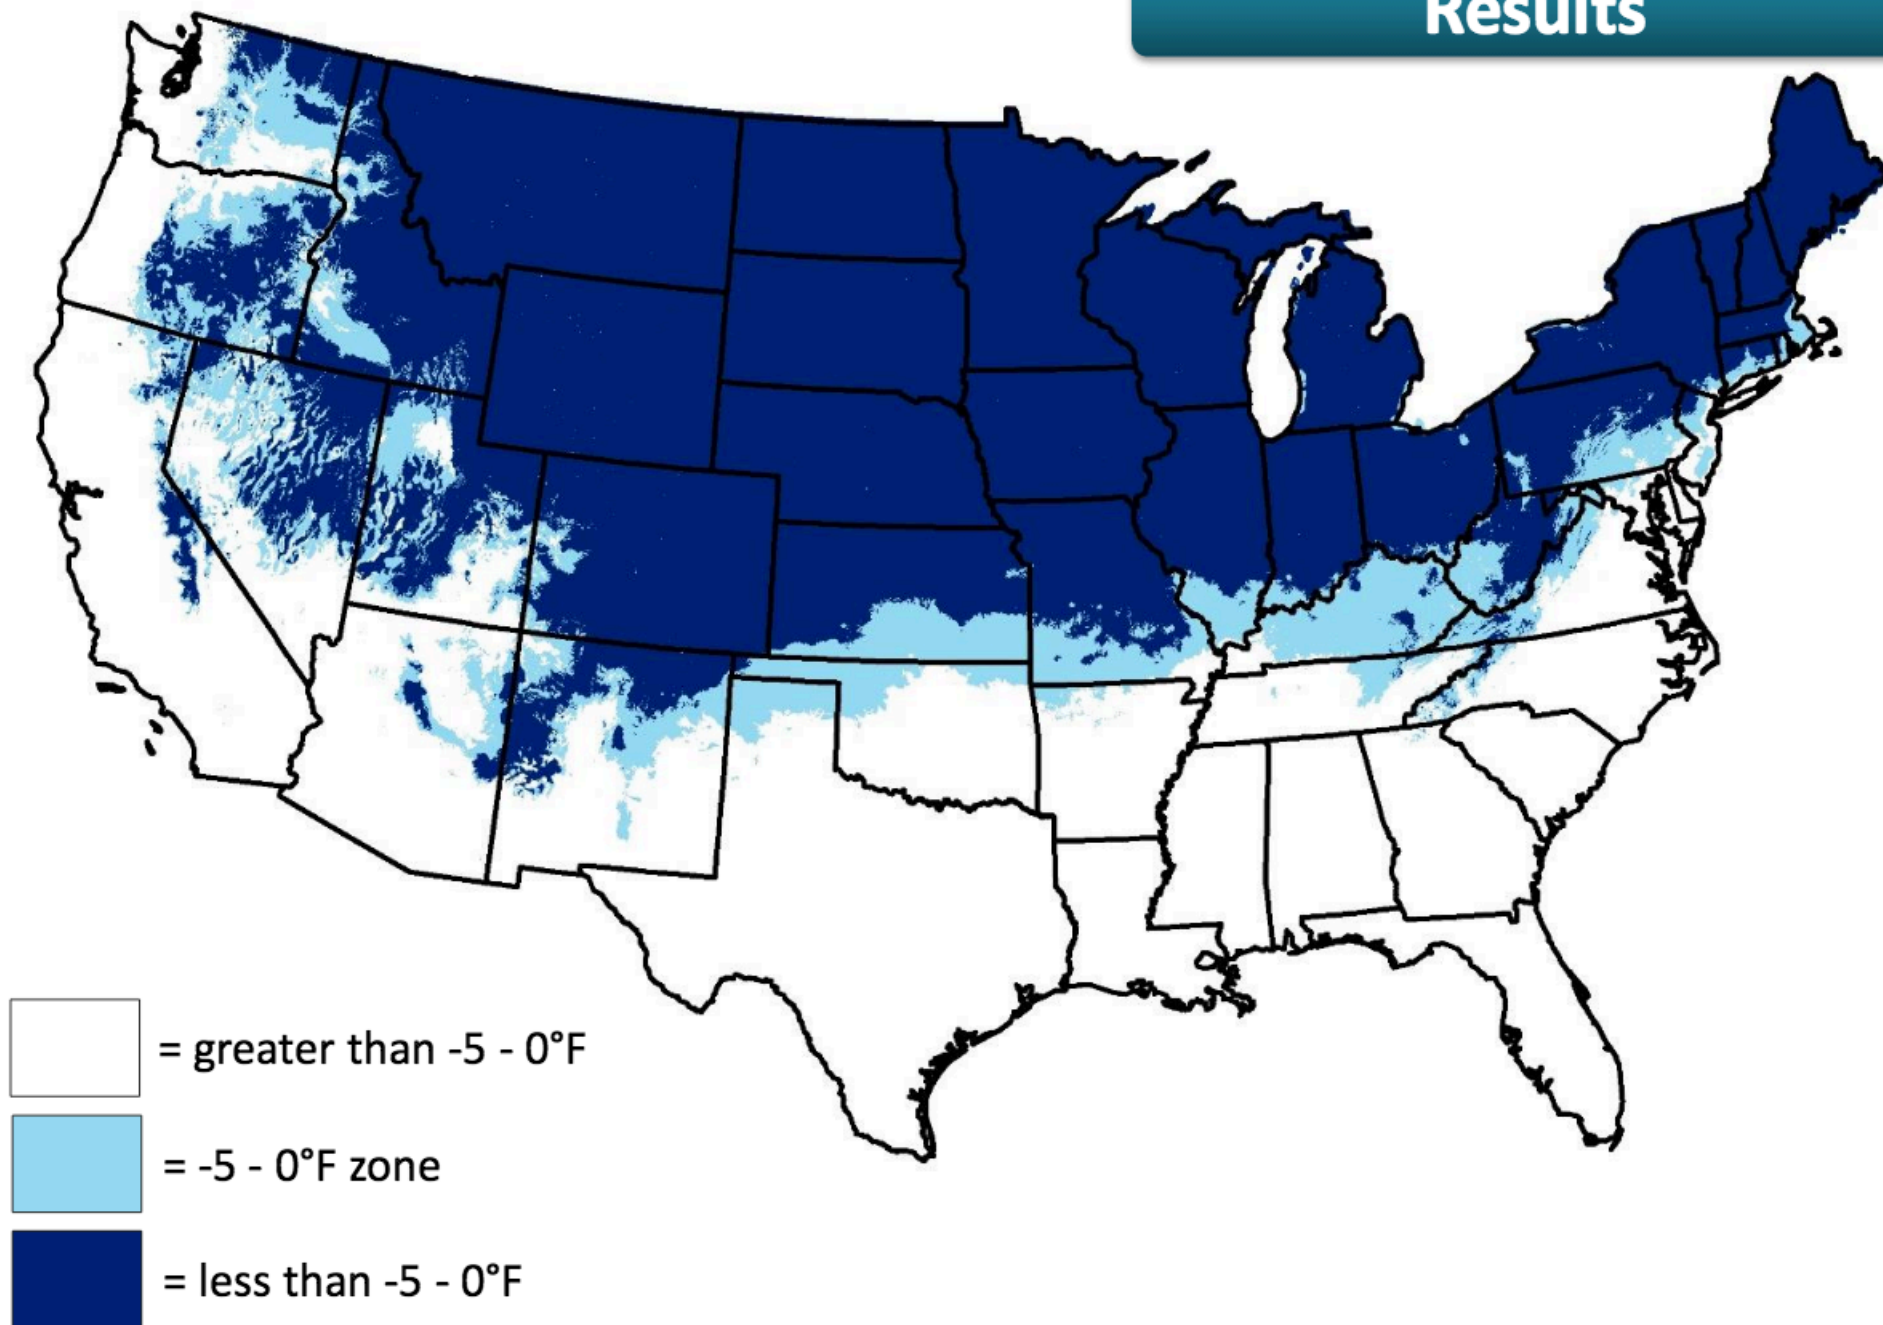 Results
= greater than -5 - 0°F
= -5 - 0°F zone
= less than -5 - 0°F